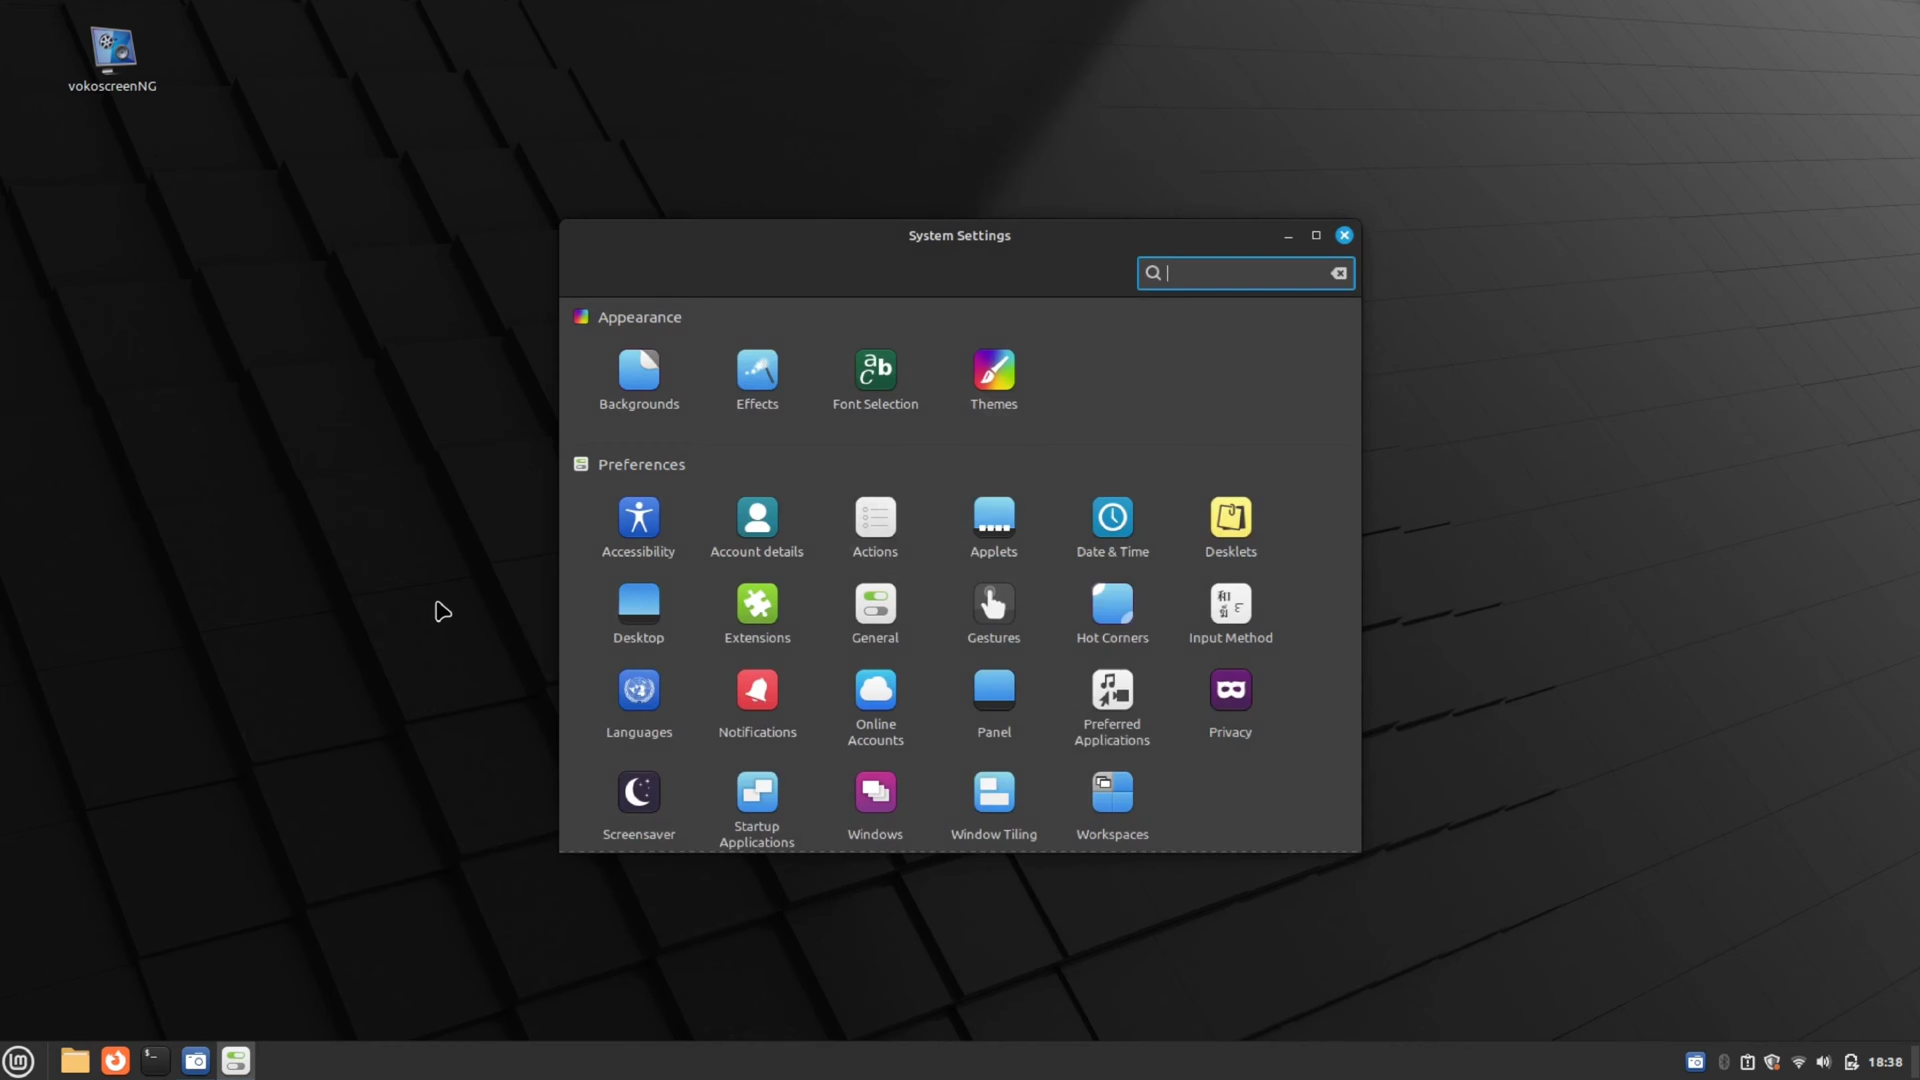 vokoscreenNG
System Settings
Appearance
Backgrounds
Effects
Font Selection
Themes
Preferences
Accessibility
Account details
Actions
Applets
Date & Time
Desklets
Desktop
Extensions
General
Gestures
Hot Corners
Input Method
Languages
Notifications
Online
Accounts
Panel
Preferred
Applications
Privacy
Screensaver
Startup
Applications
Windows
Window Tiling
Workspaces
18:38